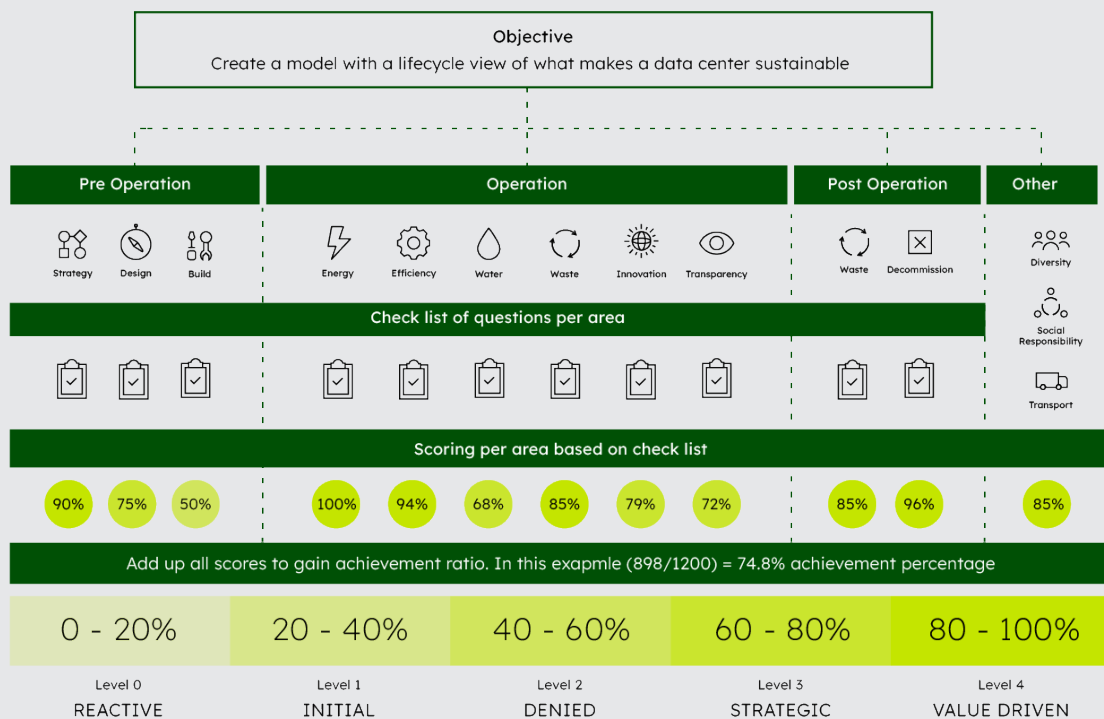 Objective
Create a model with a lifecycle view of what makes a data center sustainable
Pre Operation
Operation
Post Operation
Other
Strategy
Design
Build
Energy
Efficiency
Water
Waste
Innovation
Transparency
Waste
Decommission
Diversity
Social
Responsibility
Transport
Check list of questions per area
Scoring per area based on check list
90%
75%
50%
100%
94%
68%
85%
79%
72%
85%
96%
85%
Add up all scores to gain achievement ratio. In this exapmle (898/1200) = 74.8% achievement percentage
0 - 20%
20 - 40%
40 - 60%
60 - 80%
80 - 100%
Level 0
Level 1
Level 2
Level 3
Level 4
REACTIVE
INITIAL
DENIED
STRATEGIC
VALUE DRIVEN